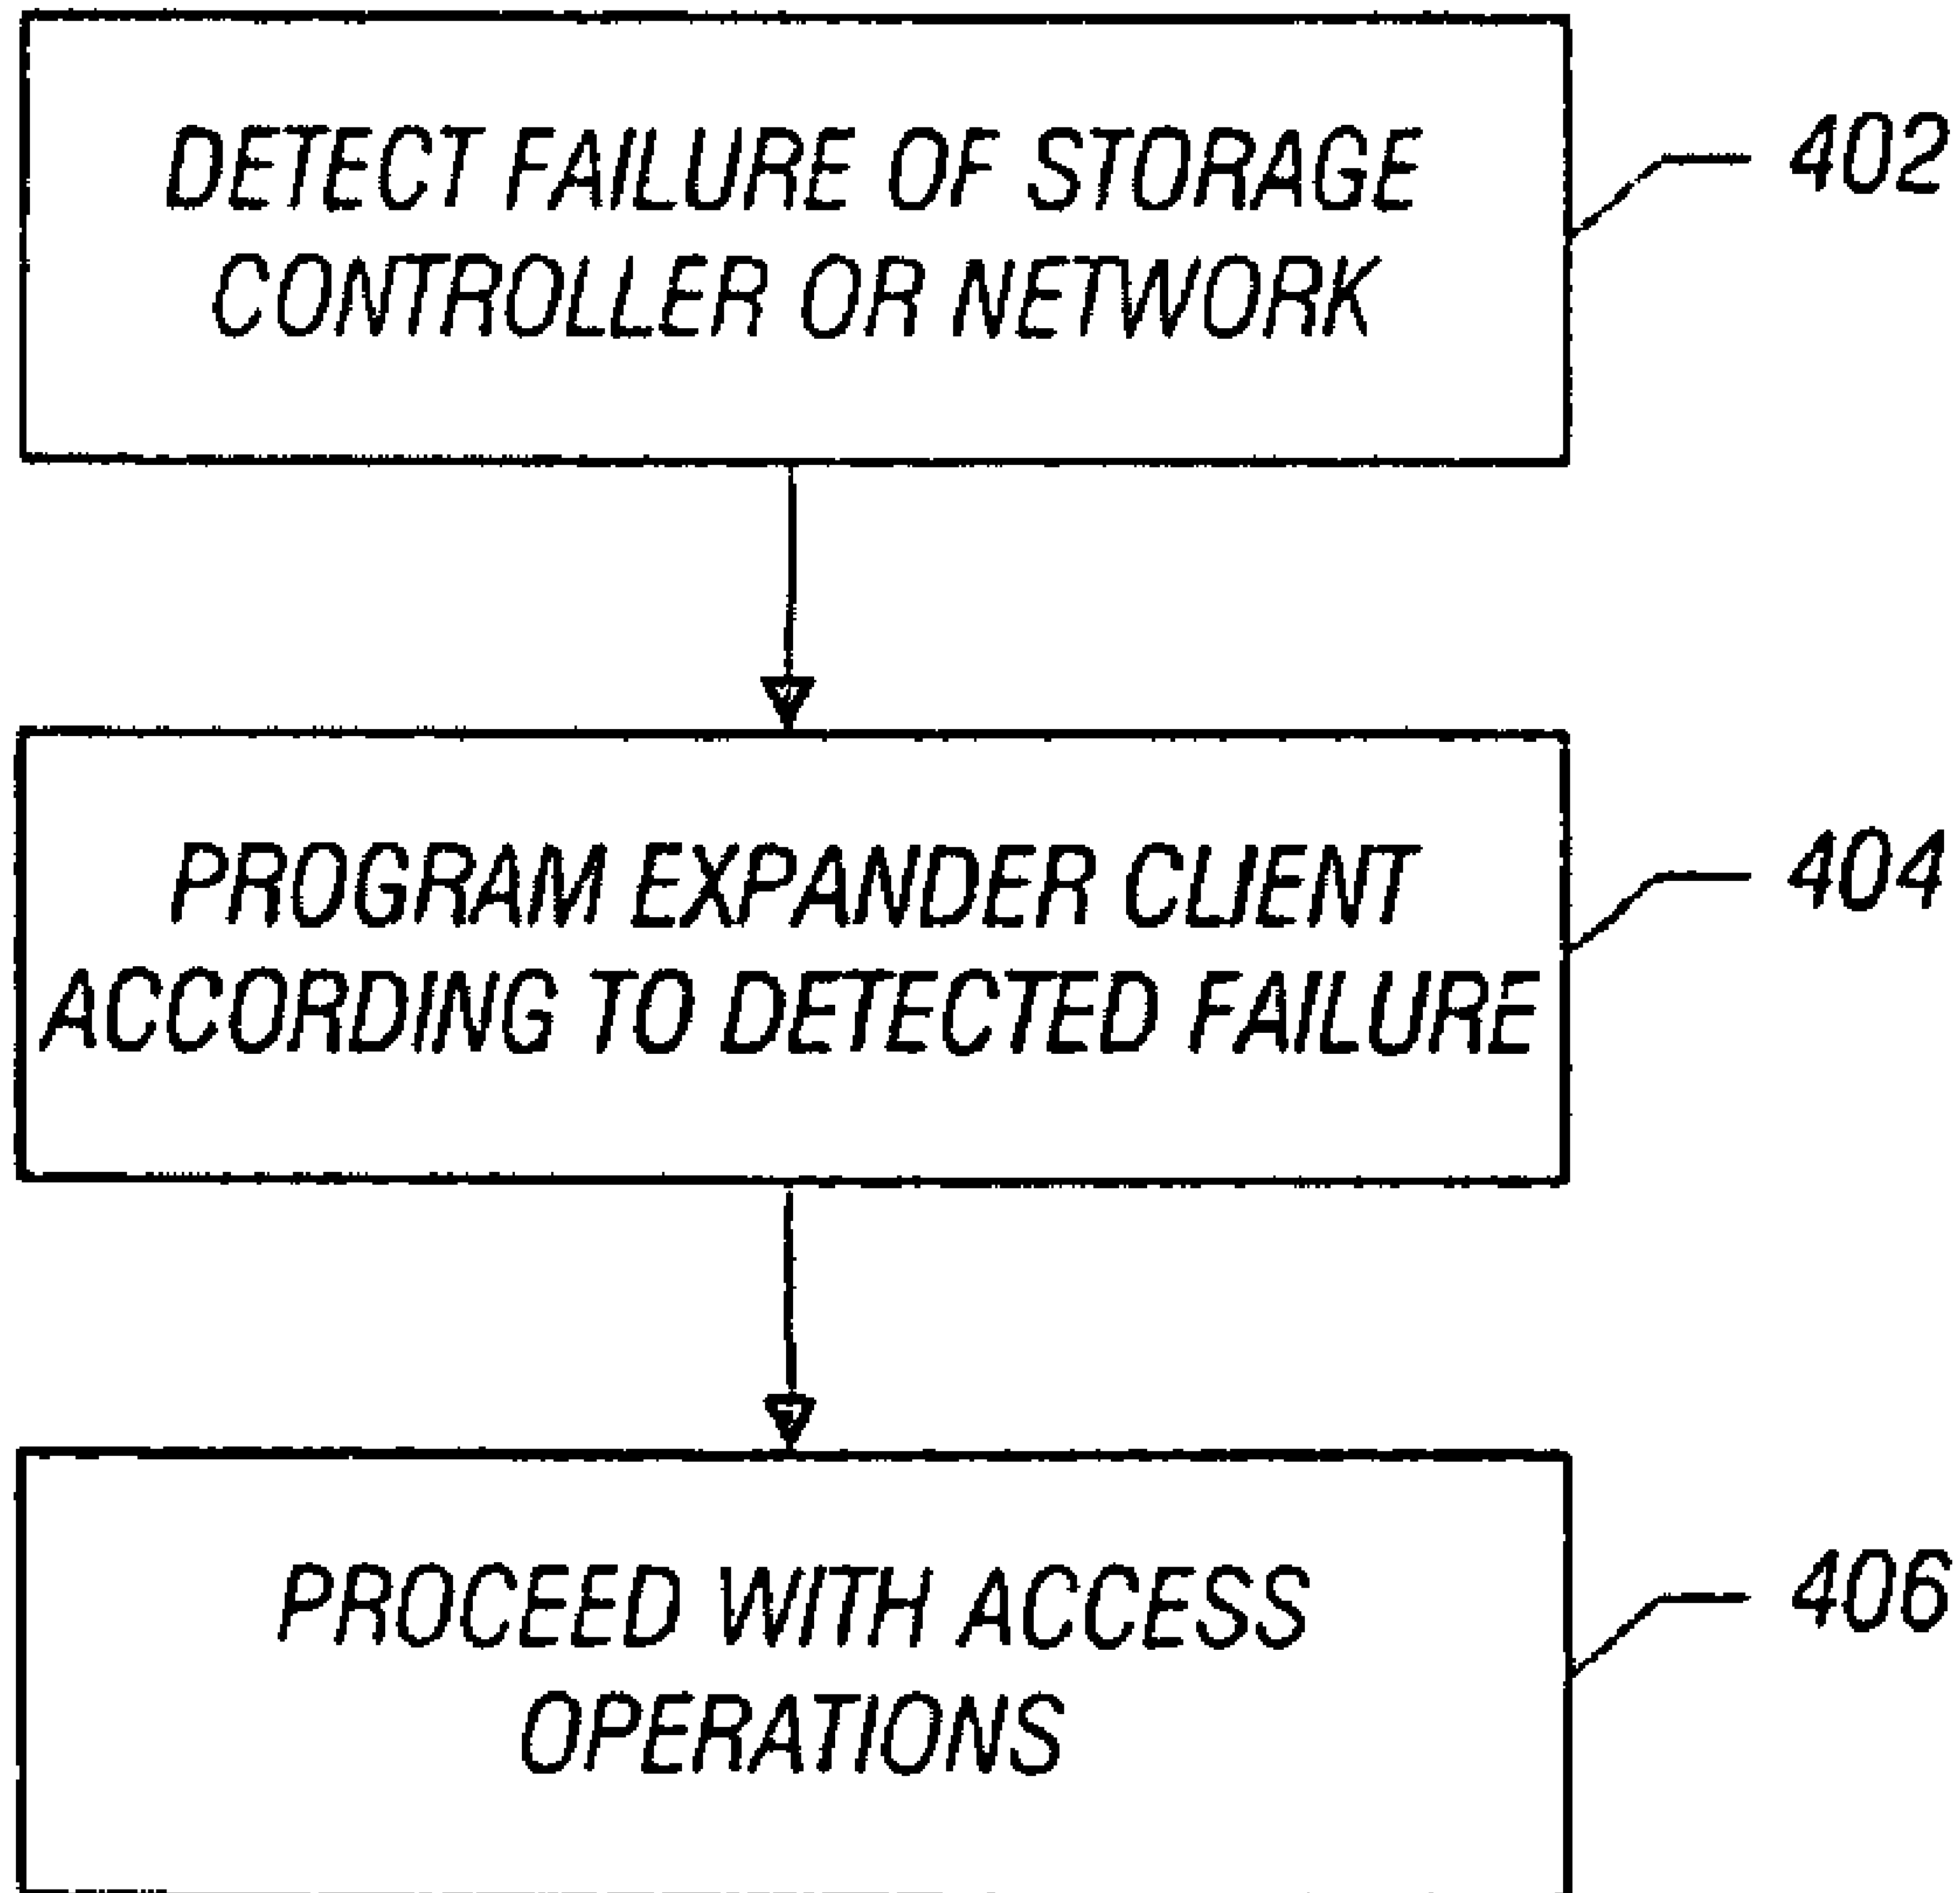 DETECT FAILURE OF STORAGE
CONTROLLER OR NETWORK
402
PROGRAM EXPANDER CLIENT
ACCORDING TO DETECTED FAILURE
404
PROCEED WITH ACCESS
OPERATIONS
406